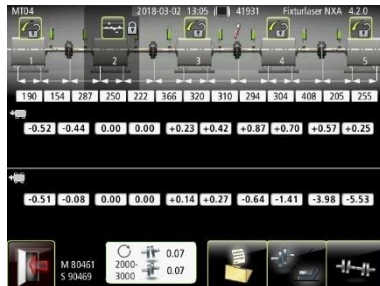 MT04 2018-03-02 13:05 41931 Fixturlaser NXA 4.2.0
1 2 3 4 5
190 154 287 250 222 366 320 310 294 304 408 205 255
-0.52 -0.44 0.00 0.00 +0.23 +0.42 +0.87 +0.70 +0.57 +0.25
-0.51 -0.08 0.00 0.00 +0.14 +0.27 -0.64 -1.41 -3.98 -5.53
M 80461
S 90469
2000-
3000
0.07
0.07